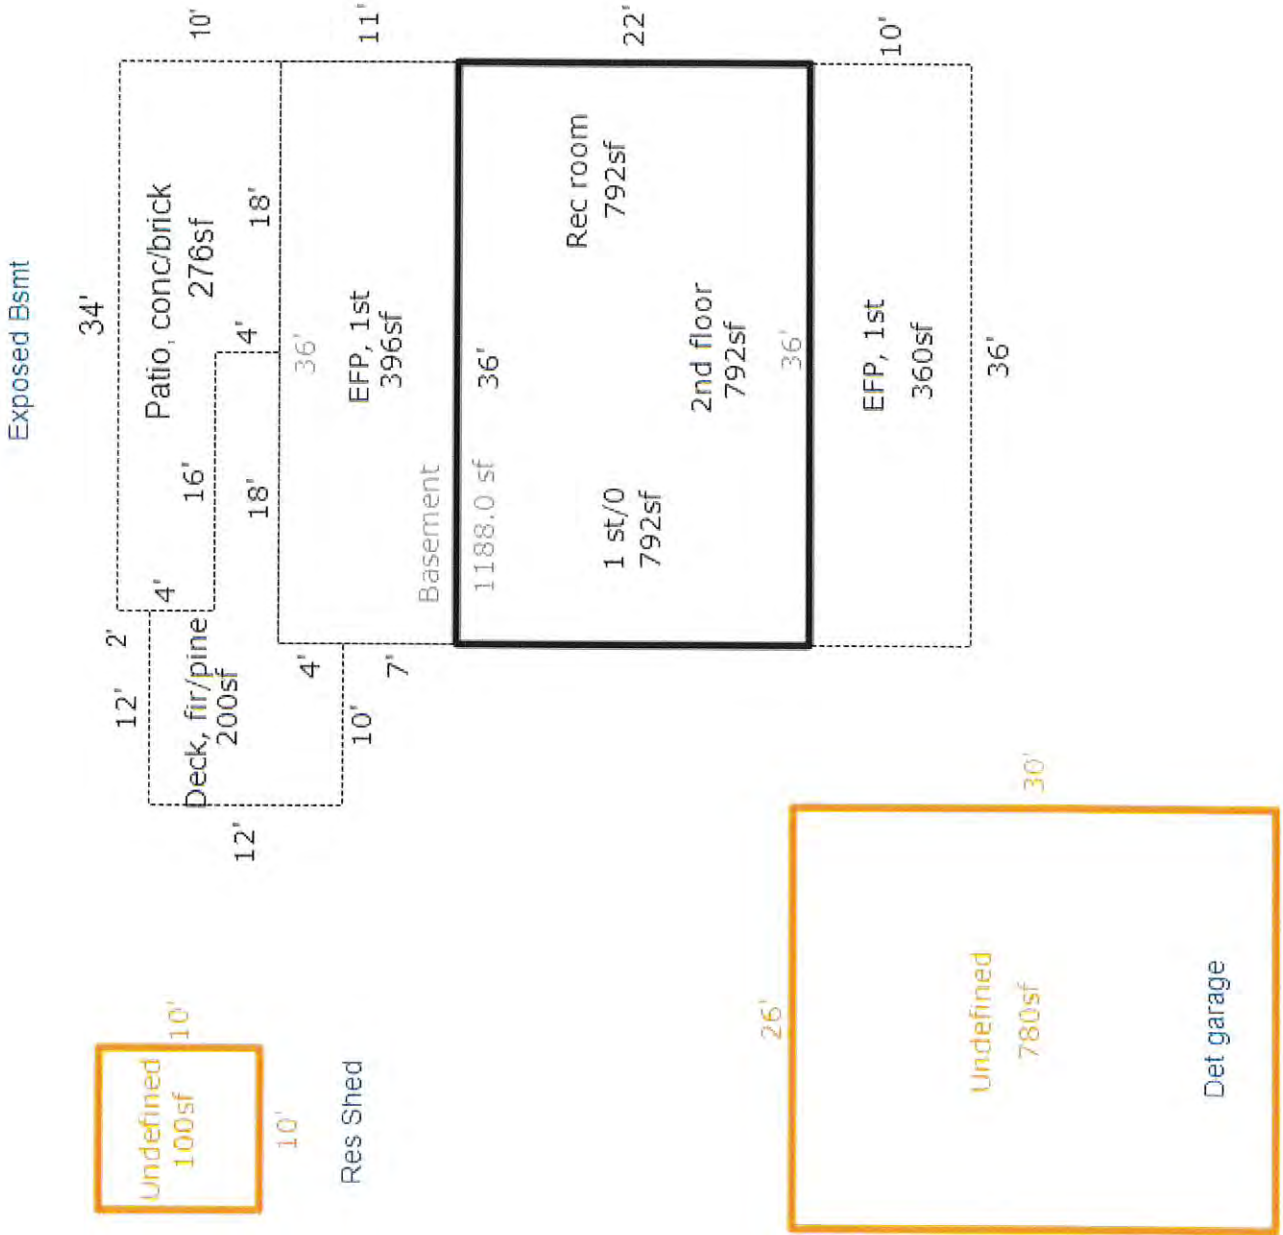 Exposed Bsmt
34'
10'
Patio, conc/brick
276sf
2'
4'
16'
4'
18'
12'
Deck, fir/pine
200sf
12'
10'
4'
7'
18'
36'
11'
EFP, 1st
396sf
Basement
1188.0 sf
36'
22'
Rec room
792sf
1 st/0
792sf
2nd floor
792sf
36'
10'
EFP, 1st
360sf
36'
Undefined
100sf
10'
10'
Res Shed
26'
30'
Undefined
780sf
Det garage